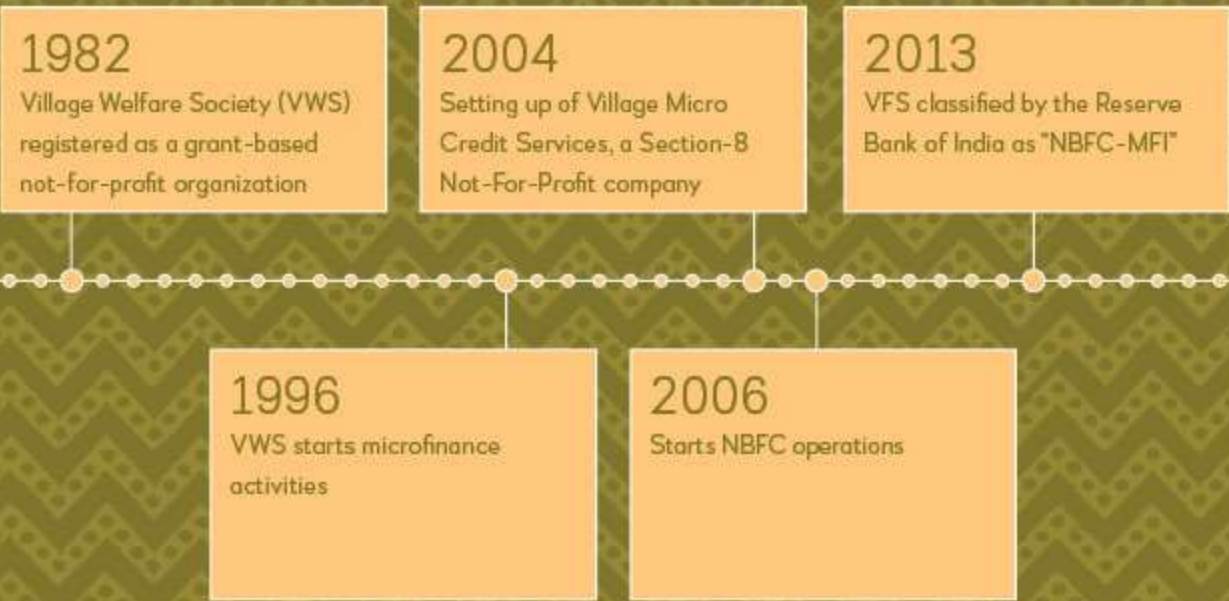 1982
Village Welfare Society (VWS)
registered as a grant-based
not-for-profit organization
1996
VWS starts microfinance
activities
2004
Setting up of Village Micro
Credit Services, a Section-8
Not-For-Profit company
2006
Starts NBFC operations
2013
VFS classified by the Reserve
Bank of India as "NBFC-MFI"